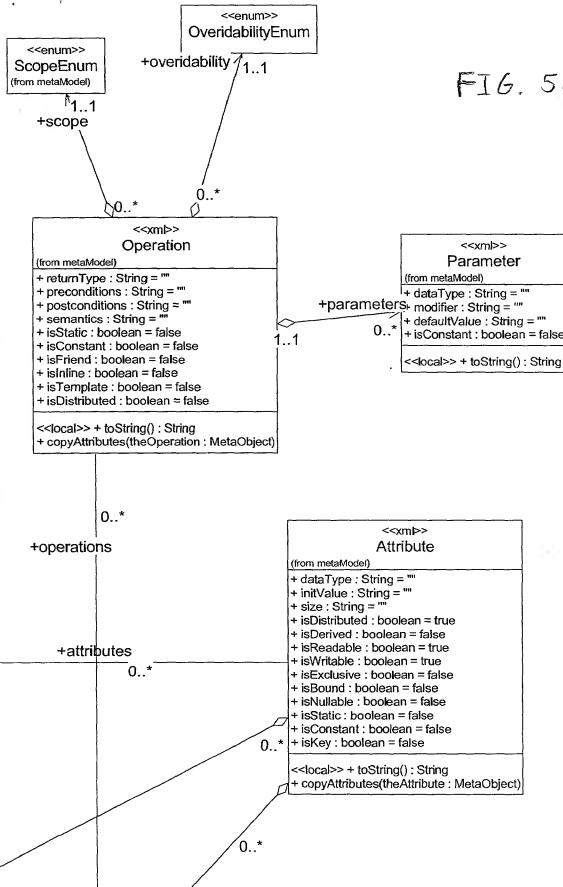 <<enum>>
OveridabilityEnum
<<enum>>
ScopeEnum
(from metaModel)
+overidability
1..1
FIG. 5
1..1
+scope
0..*
0..*
<<xml>>
Operation
(from metaModel)
+ returnType : String = ""
+ preconditions : String = ""
+ postconditions : String = ""
+ semantics : String = ""
+ isStatic : boolean = false
+ isConstant : boolean = false
+ isFriend : boolean = false
+ isInline : boolean = false
+ isTemplate : boolean = false
+ isDistributed : boolean = false
<<local>> + toString() : String
+ copyAttributes(theOperation : MetaObject)
+parameters
0..*
1..1
<<xml>>
Parameter
(from metaModel)
+ dataType : String = ""
+ modifier : String = ""
+ defaultValue : String = ""
+ isConstant : boolean = false
<<local>> + toString() : String
0..*
+operations
+attributes
0..*
<<xml>>
Attribute
(from metaModel)
+ dataType : String = ""
+ initValue : String = ""
+ size : String = ""
+ isDistributed : boolean = true
+ isDerived : boolean = false
+ isReadable : boolean = true
+ isWritable : boolean = true
+ isExclusive : boolean = false
+ isBound : boolean = false
+ isNullable : boolean = false
+ isStatic : boolean = false
+ isConstant : boolean = false
+ isKey : boolean = false
<<local>> + toString() : String
+ copyAttributes(theAttribute : MetaObject)
0..*
0..*